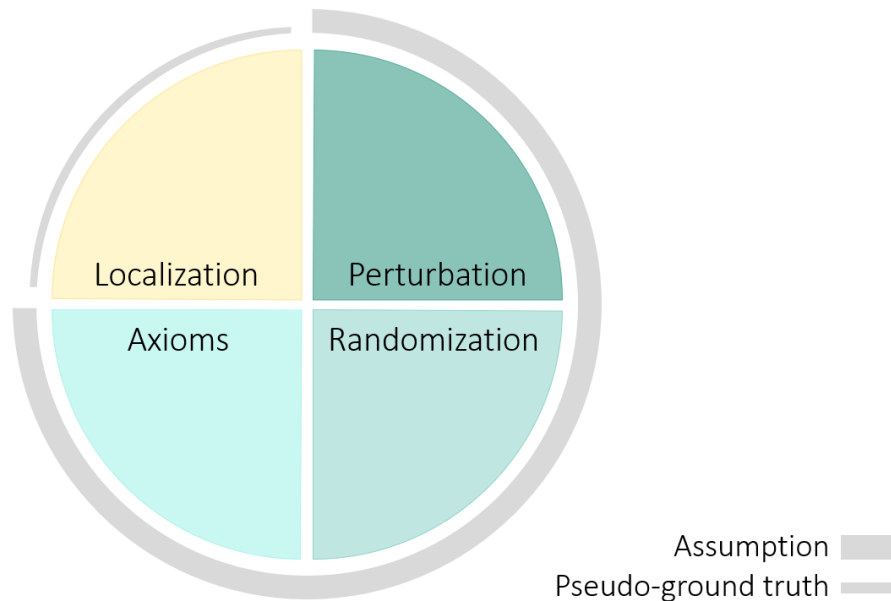 Localization
Perturbation
Axioms
Randomization
Assumption
Pseudo-ground truth